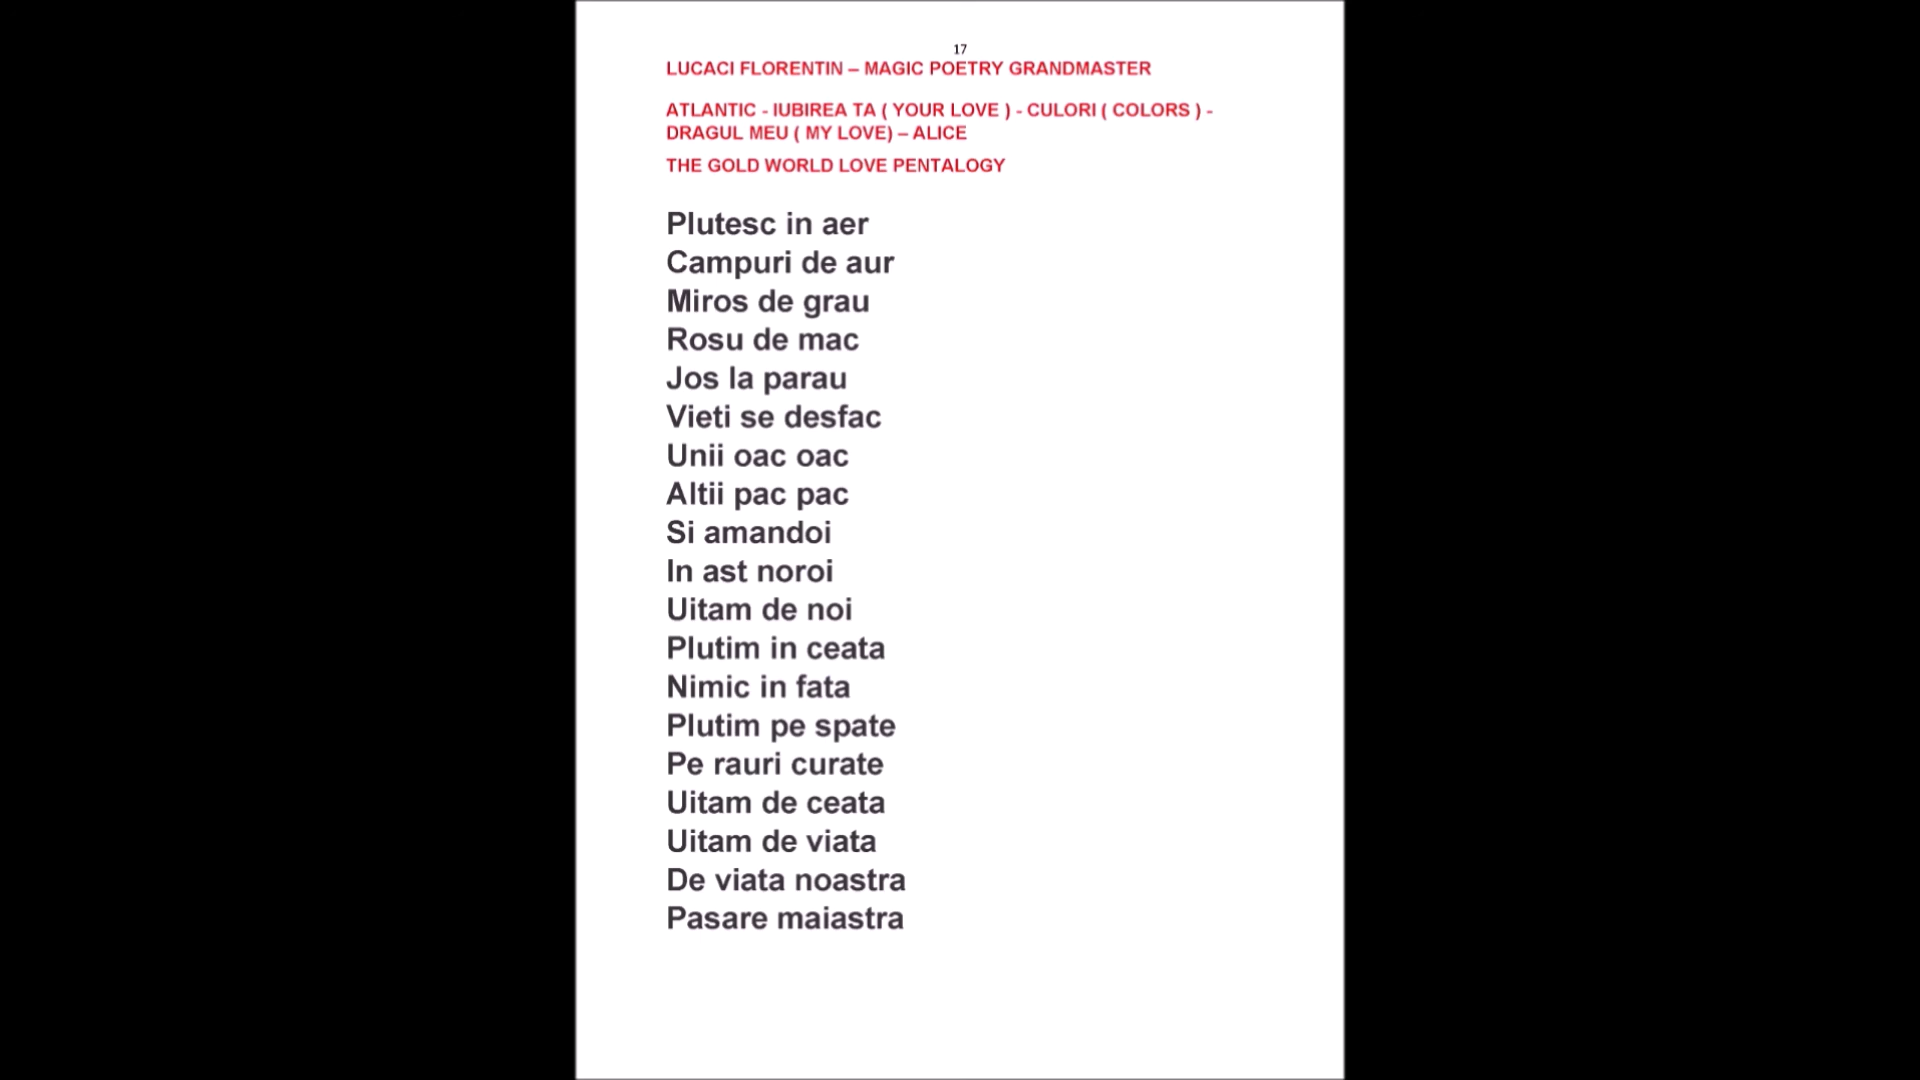 17
LUCACI FLORENTIN – MAGIC POETRY GRANDMASTER
ATLANTIC - IUBIREA TA ( YOUR LOVE ) - CULORI ( COLORS ) -
DRAGUL MEU ( MY LOVE) – ALICE
THE GOLD WORLD LOVE PENTALOGY
Plutesc in aer
Campuri de aur
Miros de grau
Rosu de mac
Jos la parau
Vieti se desfac
Unii oac oac
Altii pac pac
Si amandoi
In ast noroi
Uitam de noi
Plutim in ceata
Nimic in fata
Plutim pe spate
Pe rauri curate
Uitam de ceata
Uitam de viata
De viata noastra
Pasare maiastra